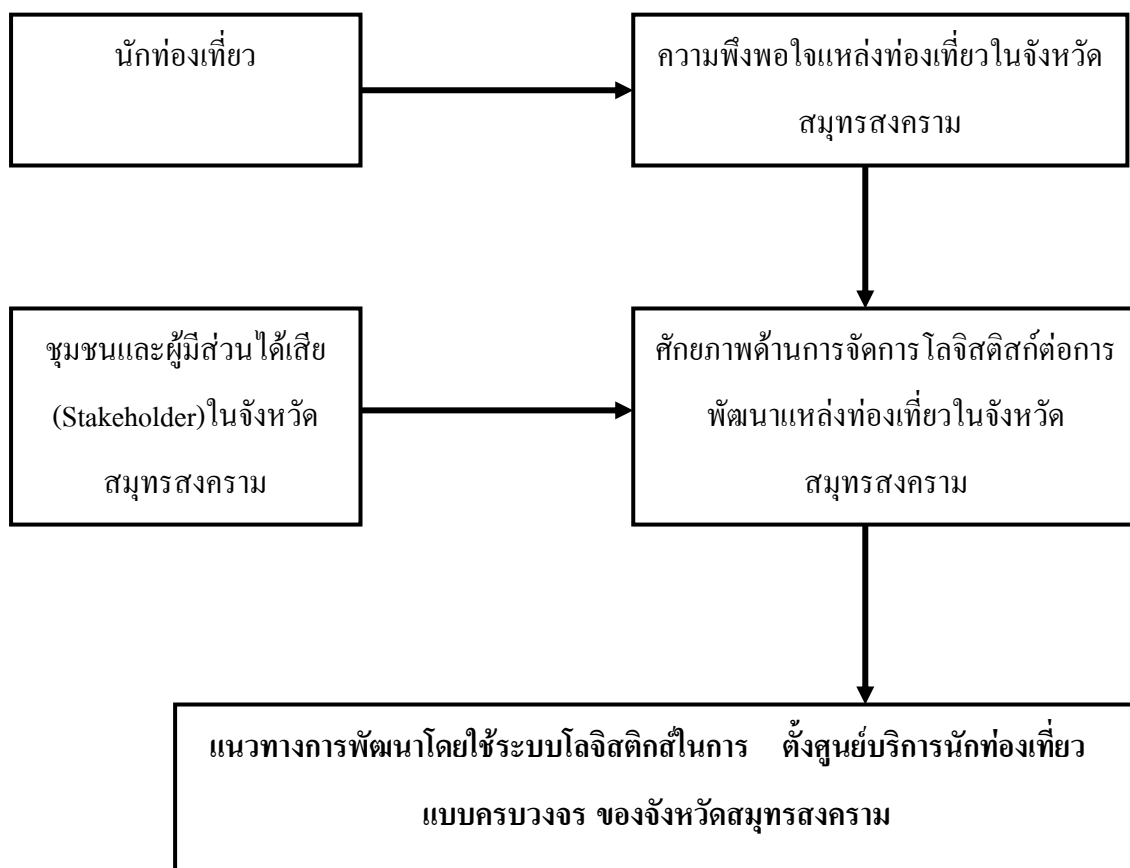 นักท่องเที่ยว
ความพึงพอใจแหล่งท่องเที่ยวในจังหวัด
สมุทรสงคราม
ชุมชนและผู้มีส่วนได้เสีย
(Stakeholder)ในจังหวัด
สมุทรสงคราม
ศักยภาพด้านการจัดการโลจิสติสก์ต่อการ
พัฒนาแหล่งท่องเที่ยวในจังหวัด
สมุทรสงคราม
แนวทางการพัฒนาโดยใช้ระบบโลจิสติกส์ในการ ตั้งศูนย์บริการนักท่องเที่ยว
แบบครบวงจร ของจังหวัดสมุทรสงคราม